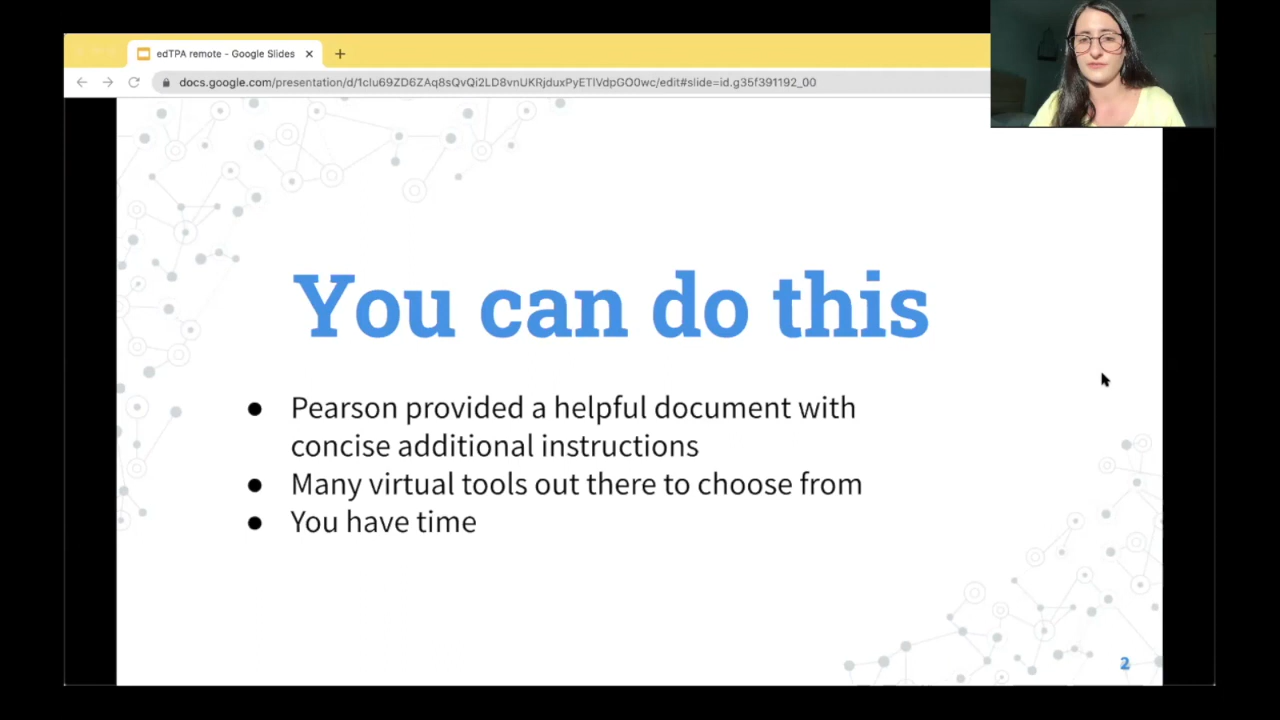 edTPA remote - Google Slides
docs.google.com/presentation/d/1clu69ZD6ZAq8sQvQi2LD8vnUKRjduxPyETIVdpGO0wc/edit#slide=id.g35f391192_00
You can do this
● Pearson provided a helpful document with
concise additional instructions
● Many virtual tools out there to choose from
● You have time
2